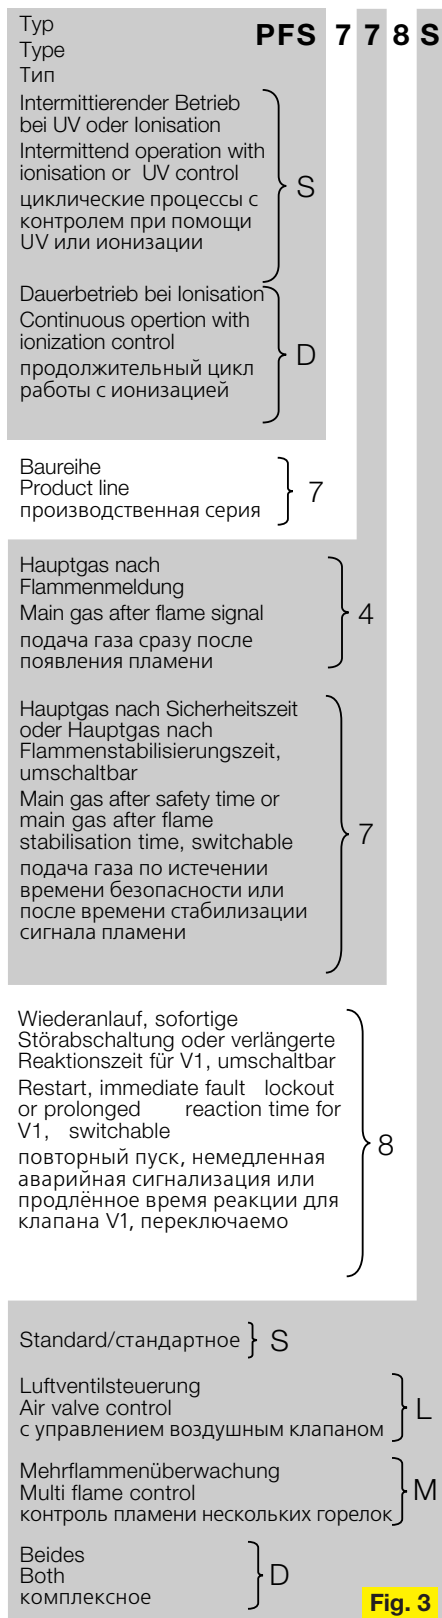 Typ
PFS 7 7 8 S
Type
Тип
Intermittierender Betrieb
bei UV oder Ionisation
Intermittend operation with
ionisation or UV control
циклические процессы с
контролем при помощи
UV или ионизации
S
Dauerbetrieb bei Ionisation
Continuous opertion with
ionization control
продолжительный цикл
работы с ионизацией
D
Baureihe
Product line
производственная серия
7
Hauptgas nach
Flammenmeldung
Main gas after flame signal
подача газа сразу после
появления пламени
4
Hauptgas nach Sicherheitszeit
oder Hauptgas nach
Flammenstabilisierungszeit,
umschaltbar
Main gas after safety time or
main gas after flame
stabilisation time, switchable
подача газа по истечении
времени безопасности или
после времени стабилизации
сигнала пламени
7
Wiederanlauf, sofortige
Störabschaltung oder verlängerte
Reaktionszeit für V1, umschaltbar
Restart, immediate fault lockout
or prolonged reaction time for
V1, switchable
повторный пуск, немедленная
аварийная сигнализация или
продлённое время реакции для
клапана V1, переключаемо
8
Standard/стандартное
S
Luftventilsteuerung
Air valve control
с управлением воздушным клапаном
L
Mehrflammenüberwachung
Multi flame control
контроль пламени нескольких горелок
M
Beides
Both
комплексное
D
Fig. 3